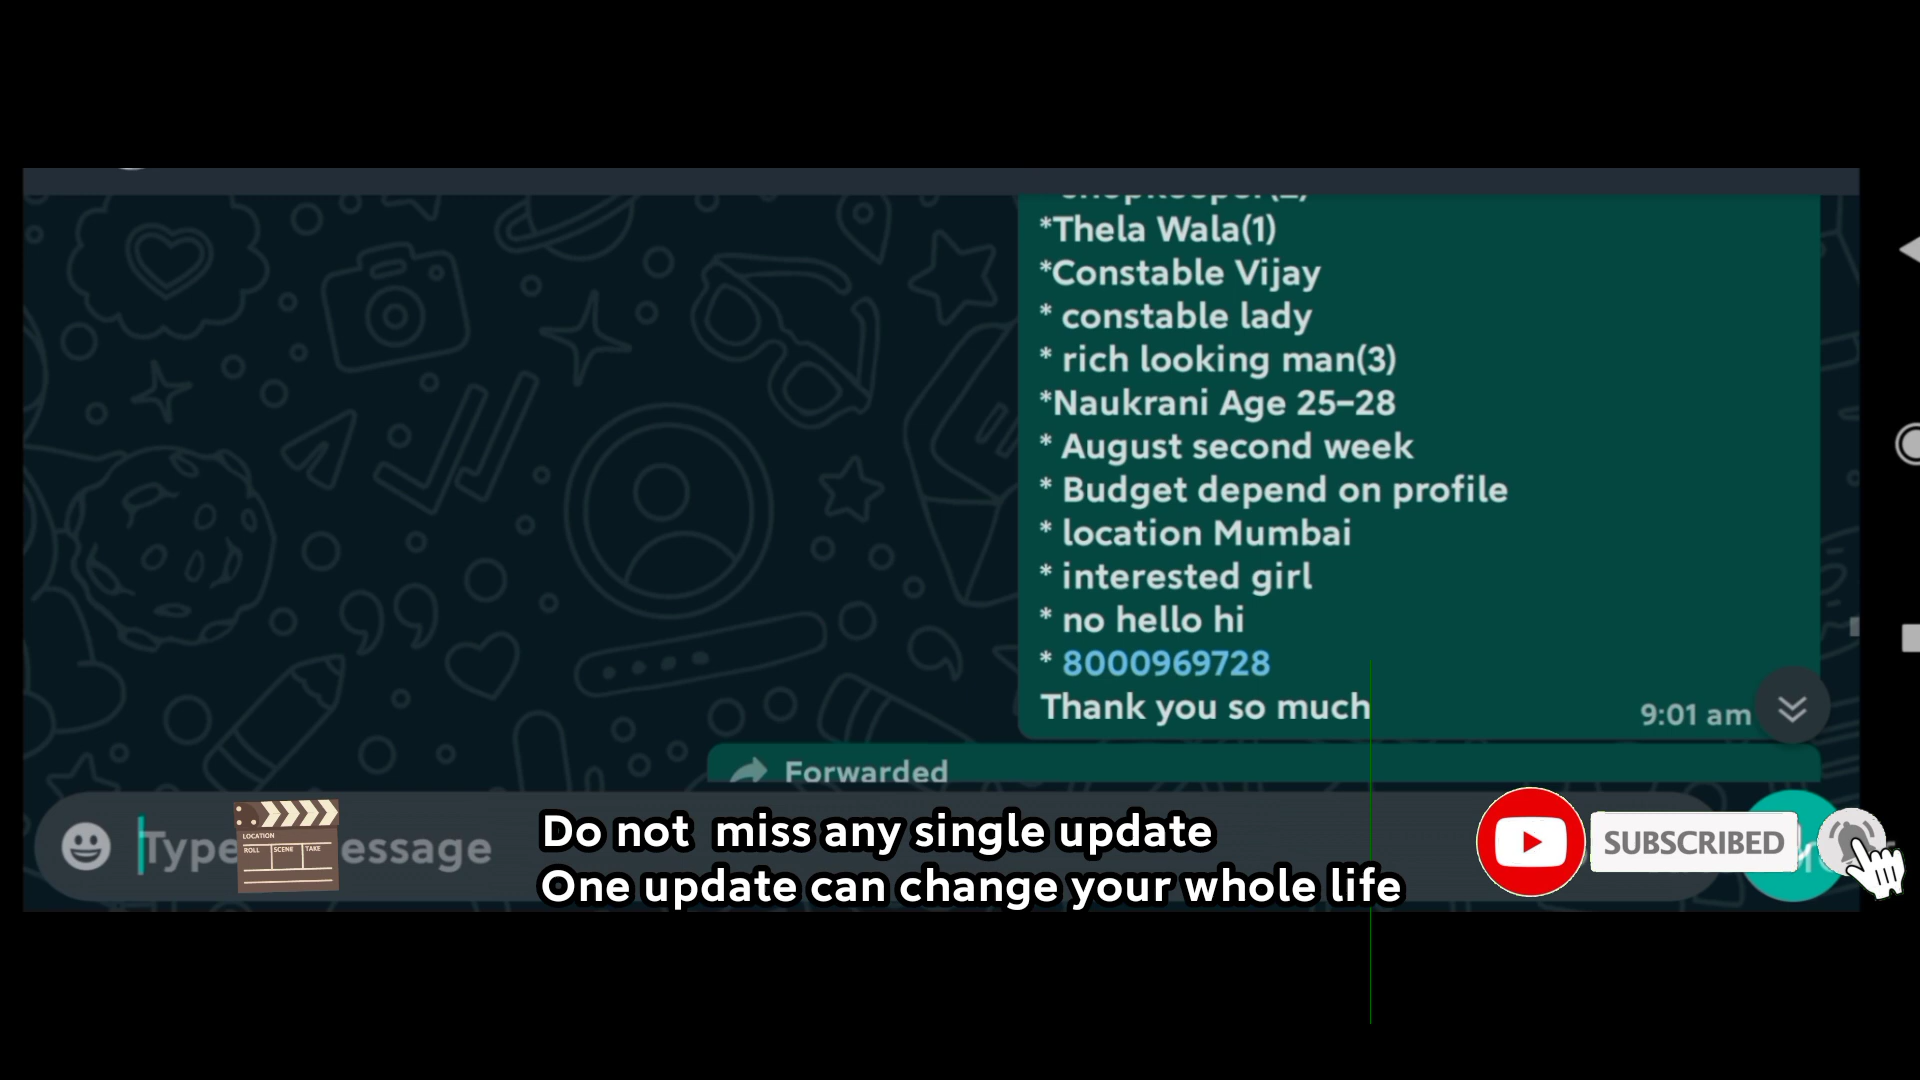 shopkeeper(2)
*Thela Wala(1)
*Constable Vijay
* constable lady
* rich looking man(3)
*Naukrani Age 25–28
* August second week
* Budget depend on profile
* location Mumbai
* interested girl
* no hello hi
* 8000969728
Thank you so much
9:01 am
Forwarded
Type essage
LOCATION
ROLL SCENE TAKE
Do not miss any single update
One update can change your whole life
SUBSCRIBED